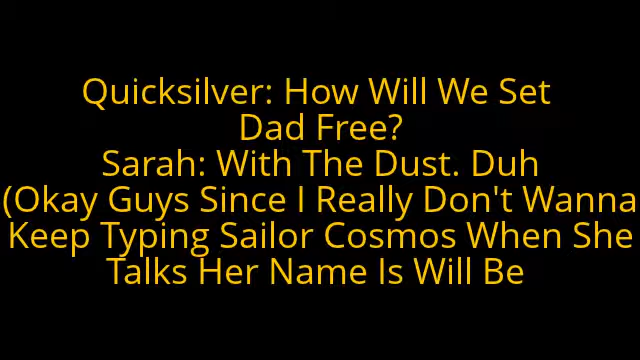 Quicksilver: How Will We Set
Dad Free?
Sarah: With The Dust. Duh
(Okay Guys Since I Really Don't Wanna
Keep Typing Sailor Cosmos When She
Talks Her Name Is Will Be